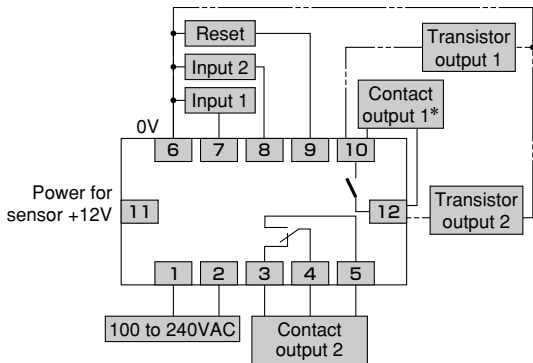 Reset
Transistor
output 1
Input 2
Contact
output 1*
Input 1
0V
6 7 8 9 10
Power for
sensor +12V
11
12
Transistor
output 2
1 2 3 4 5
100 to 240VAC
Contact
output 2